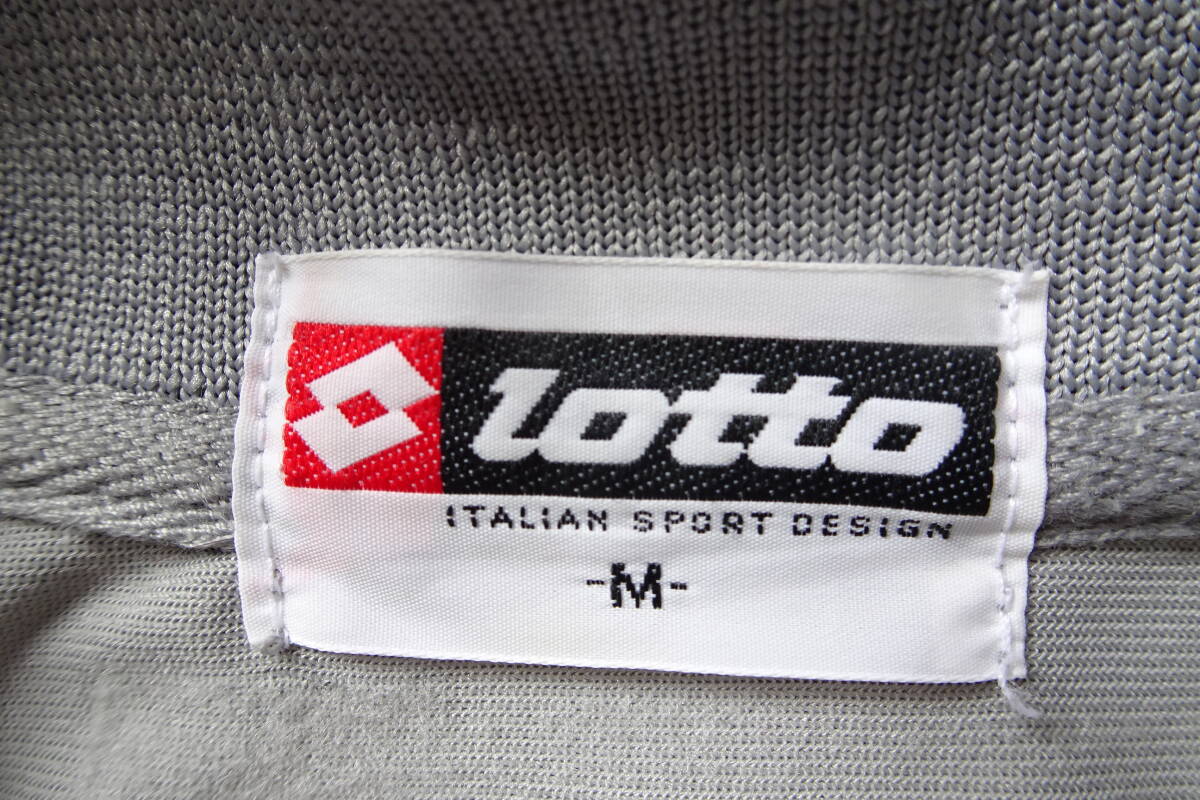 lotto
ITALIAN SPORT DESIGN
-M-